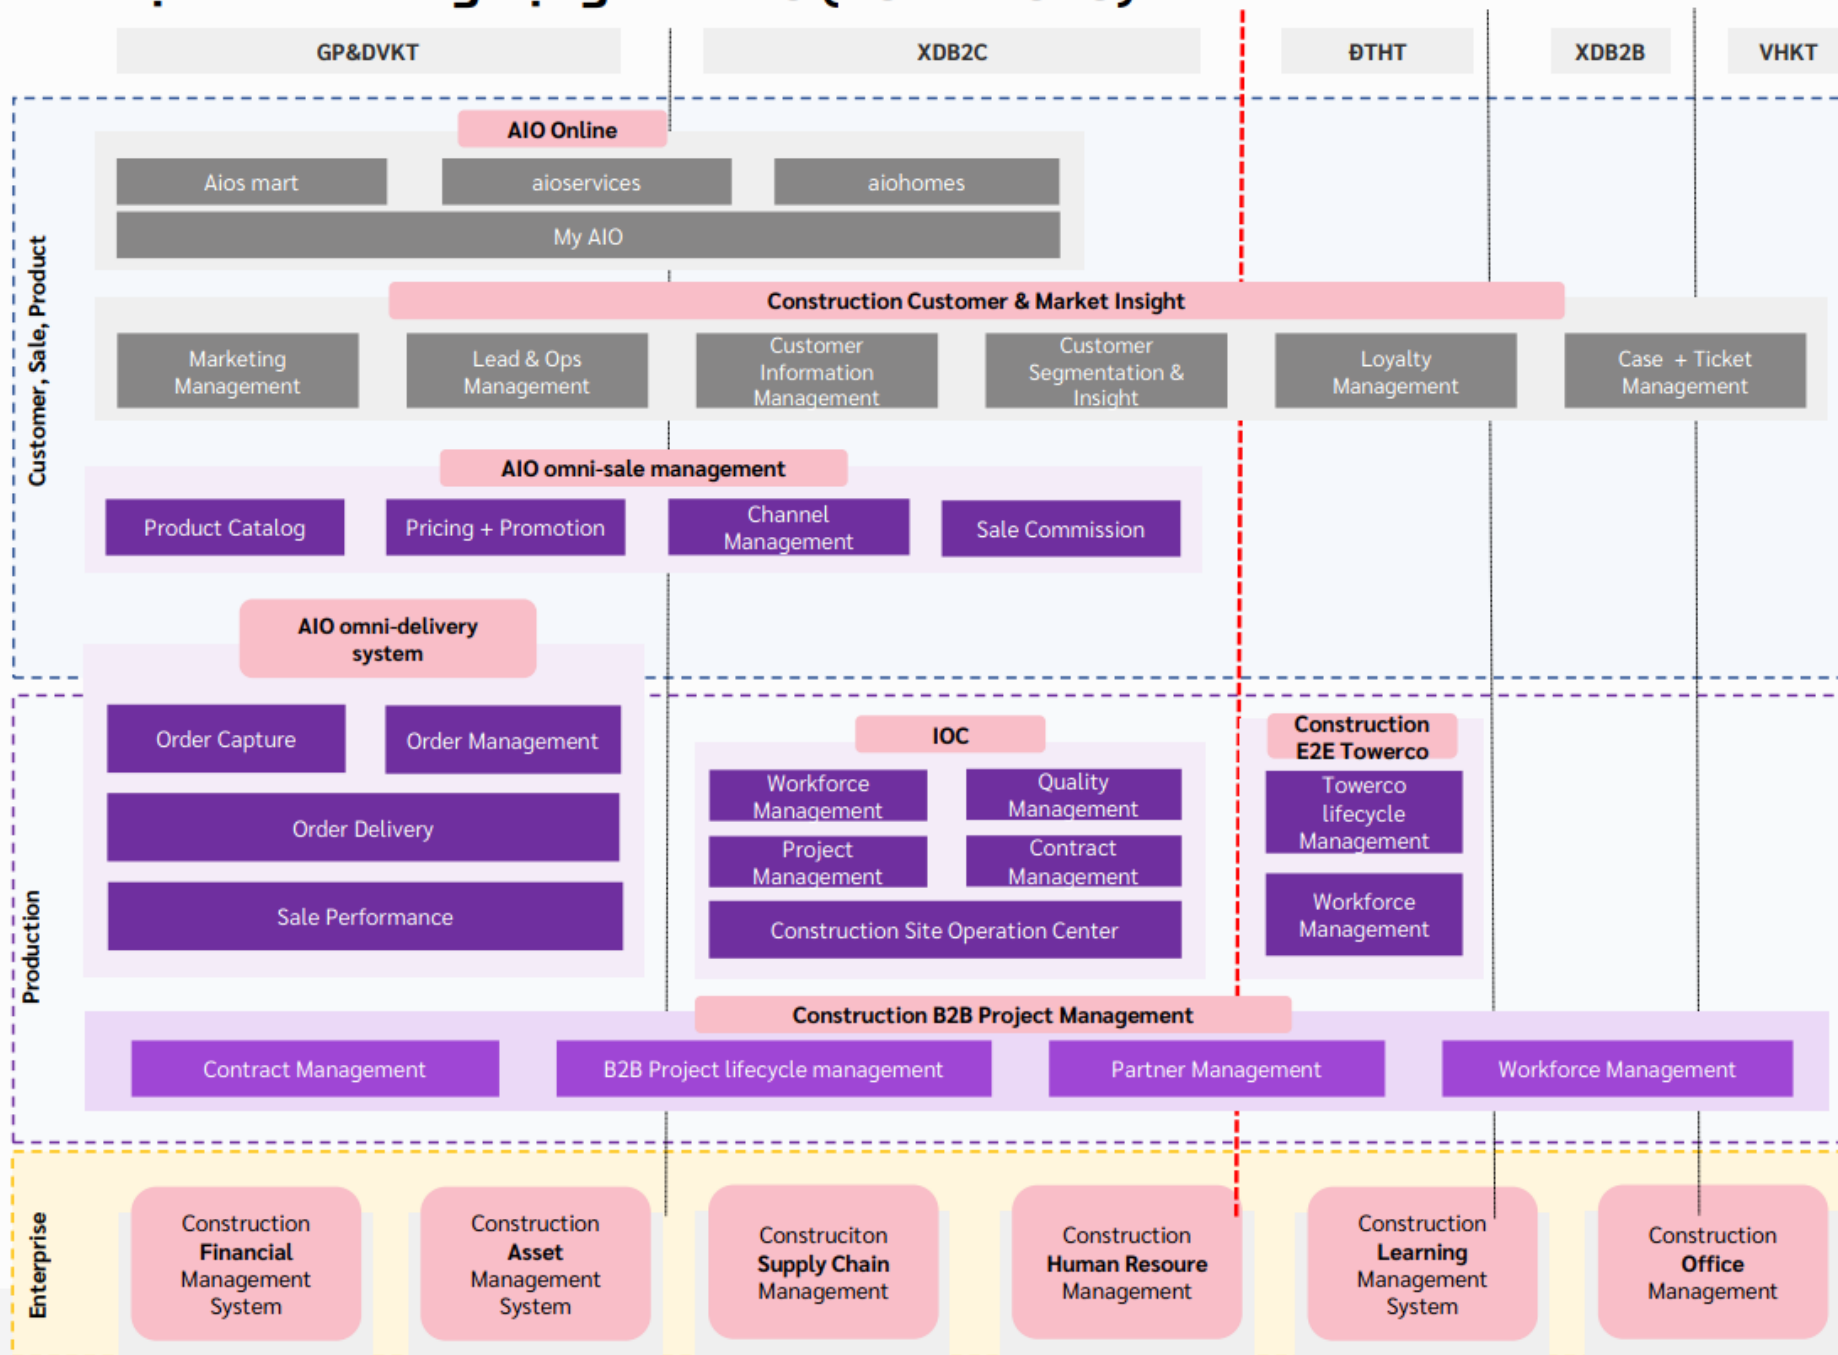 GP&DVKT
XDB2C
ĐTHT
XDB2B
VHKT
Customer, Sale, Product
AIO Online
Aios mart
aioservices
aiohomes
My AIO
Construction Customer & Market Insight
Marketing
Management
Lead & Ops
Management
Customer
Information
Management
Customer
Segmentation &
Insight
Loyalty
Management
Case + Ticket
Management
AIO omni-sale management
Product Catalog
Pricing + Promotion
Channel
Management
Sale Commission
AIO omni-delivery
system
Production
Order Capture
Order Management
Order Delivery
Sale Performance
IOC
Workforce
Management
Quality
Management
Project
Management
Contract
Management
Construction Site Operation Center
Construction
E2E Towerco
Towerco
lifecycle
Management
Workforce
Management
Construction B2B Project Management
Contract Management
B2B Project lifecycle management
Partner Management
Workforce Management
Enterprise
Construction
Financial
Management
System
Construction
Asset
Management
System
Construciton
Supply Chain
Management
Construction
Human Resoure
Management
Construction
Learning
Management
System
Construction
Office
Management